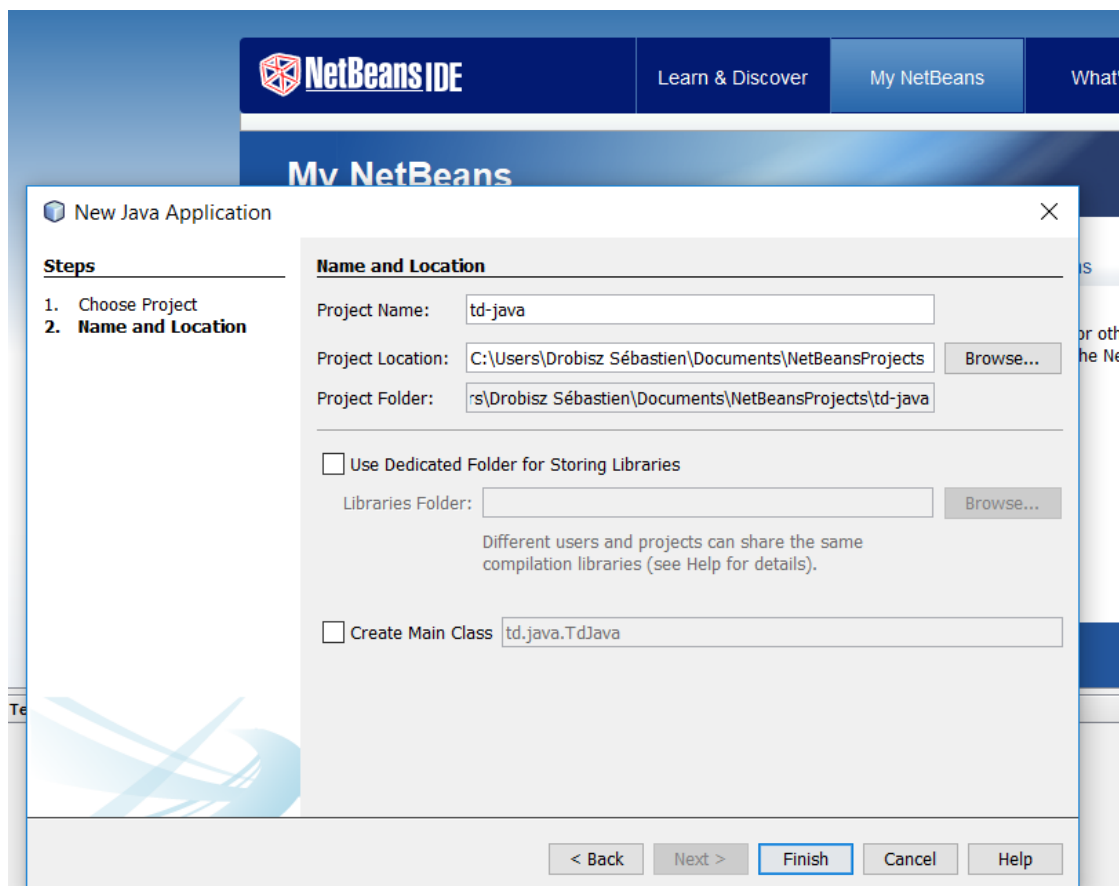 NetBeans IDE
Learn & Discover
My NetBeans
What'
My NetBeans
New Java Application
Steps
1. Choose Project
2. Name and Location
Name and Location
Project Name: td-java
Project Location: C:\Users\Drobisz Sébastien\Documents\NetBeansProjects Browse...
Project Folder: rs\Drobisz Sébastien\Documents\NetBeansProjects\td-java
Use Dedicated Folder for Storing Libraries
Libraries Folder: Browse...
Different users and projects can share the same
compilation libraries (see Help for details).
Create Main Class td.java.TdJava
< Back Next > Finish Cancel Help